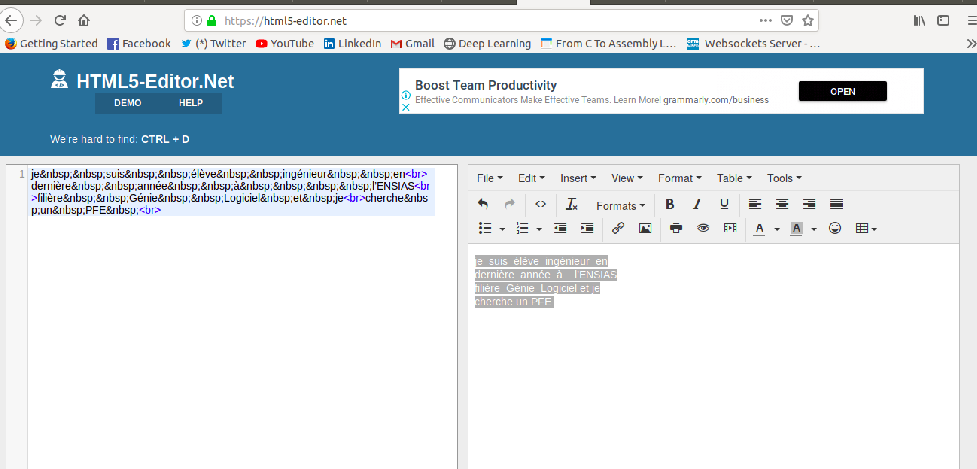 https://html5-editor.net
Getting Started Facebook (*) Twitter YouTube LinkedIn Gmail Deep Learning From C To Assembly L... Websockets Server - ...
HTML5-Editor.Net
DEMO HELP
Boost Team Productivity
Effective Communicators Make Effective Teams. Learn More! grammarly.com/business
OPEN
We're hard to find: CTRL + D
1 je&nbsp;&nbsp;suis&nbsp;&nbsp;élève&nbsp;&nbsp;ingénieur&nbsp;&nbsp;en<br>
dernière&nbsp;&nbsp;année&nbsp;&nbsp;à&nbsp;&nbsp;&nbsp;&nbsp;l'ENSIAS<br
>filière&nbsp;&nbsp;Génie&nbsp;&nbsp;Logiciel&nbsp;et&nbsp;je<br>cherche&nbs
p;un&nbsp;PFE&nbsp;<br>
File Edit Insert View Format Table Tools
Formats B I U
A A
je suis élève ingénieur en
dernière année à l'ENSIAS
filière Génie Logiciel et je
cherche un PFE